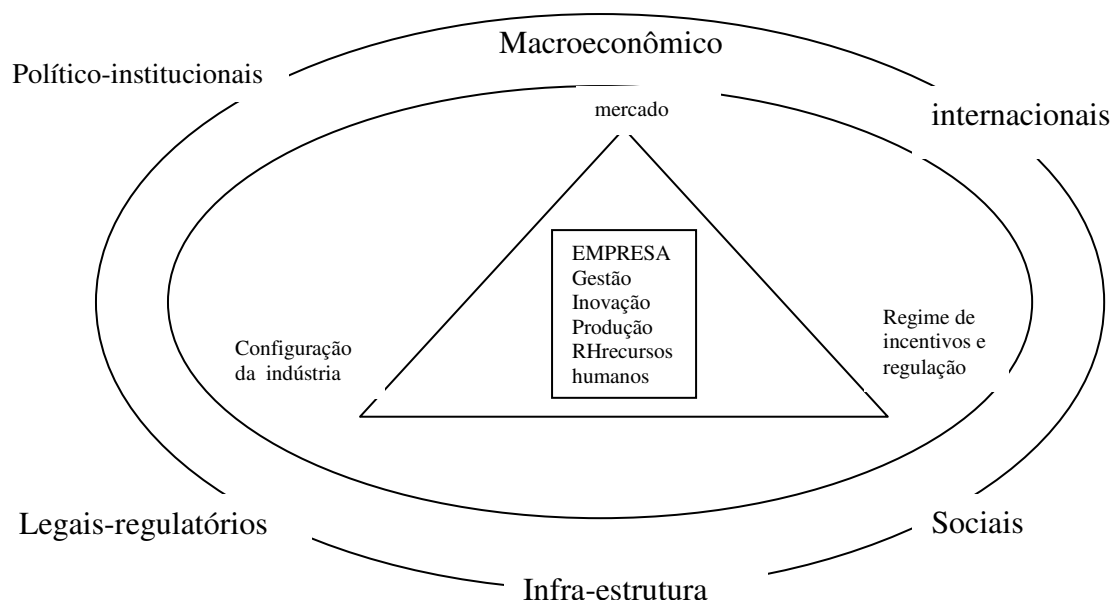 Macroeconômico
Político-institucionais
internacionais
mercado
EMPRESA
Gestão
Inovação
Produção
RHrecursos
humanos
Configuração
da indústria
Regime de
incentivos e
regulação
Legais-regulatórios
Sociais
Infra-estrutura